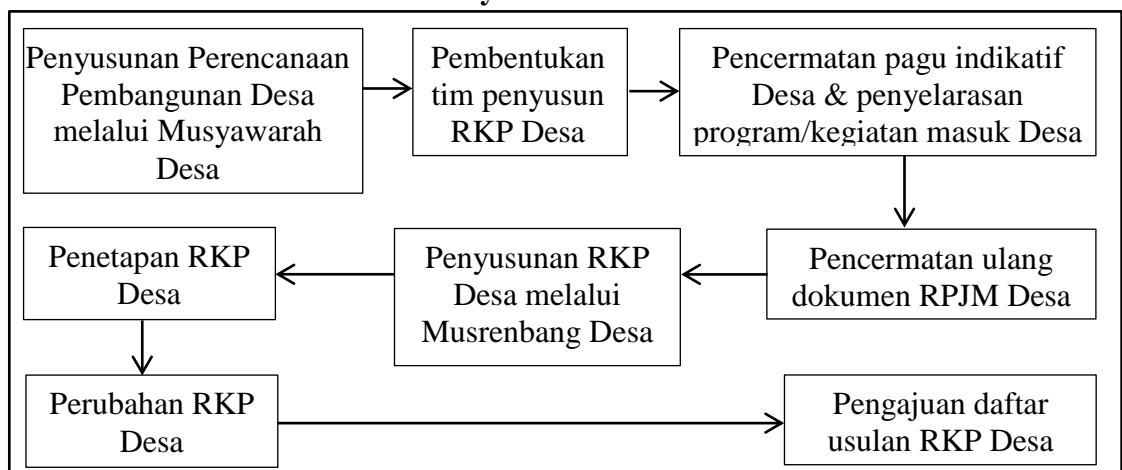 Penyusunan Perencanaan
Pembangunan Desa
melalui Musyawarah
Desa
Pembentukan
tim penyusun
RKP Desa
Pencermatan pagu indikatif
Desa & penyelarasan
program/kegiatan masuk Desa
Pencermatan ulang
dokumen RPJM Desa
Penyusunan RKP
Desa melalui
Musrenbang Desa
Penetapan RKP
Desa
Perubahan RKP
Desa
Pengajuan daftar
usulan RKP Desa